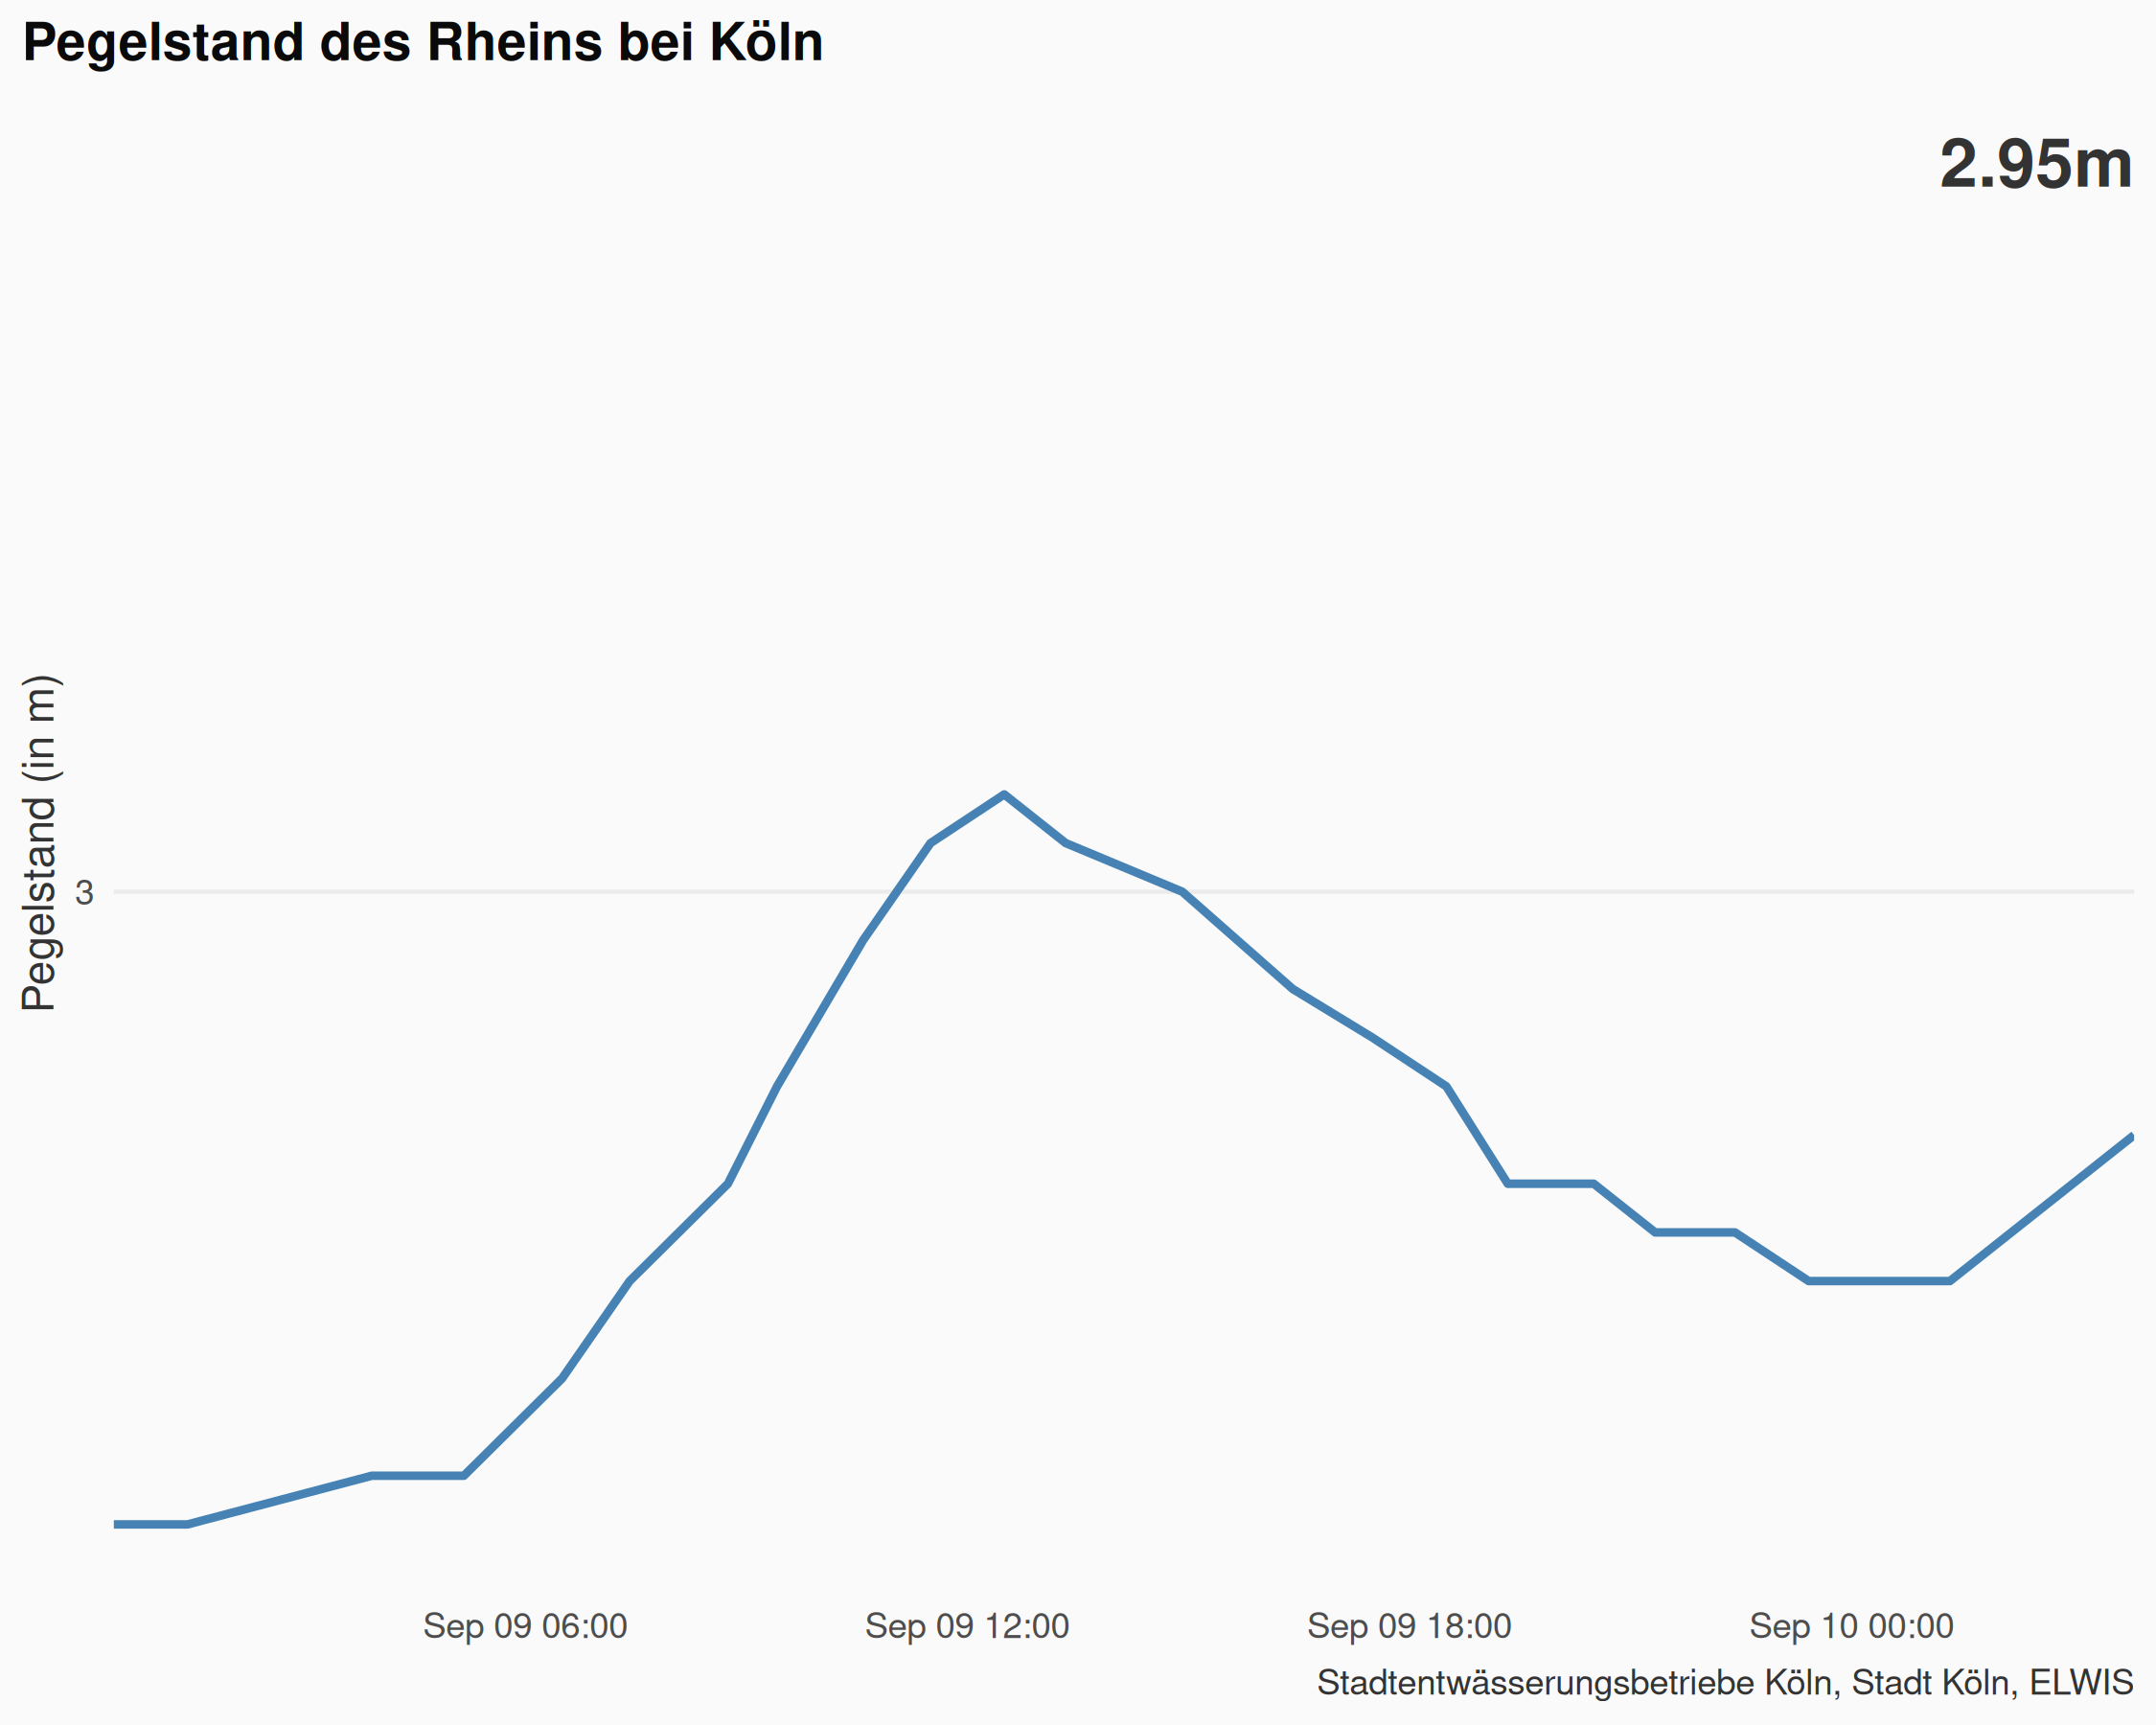 Pegelstand des Rheins bei Köln
2.95m
Pegelstand (in m)
3
Sep 09 06:00
Sep 09 12:00
Sep 09 18:00
Sep 10 00:00
Stadtentwässerungsbetriebe Köln, Stadt Köln, ELWIS